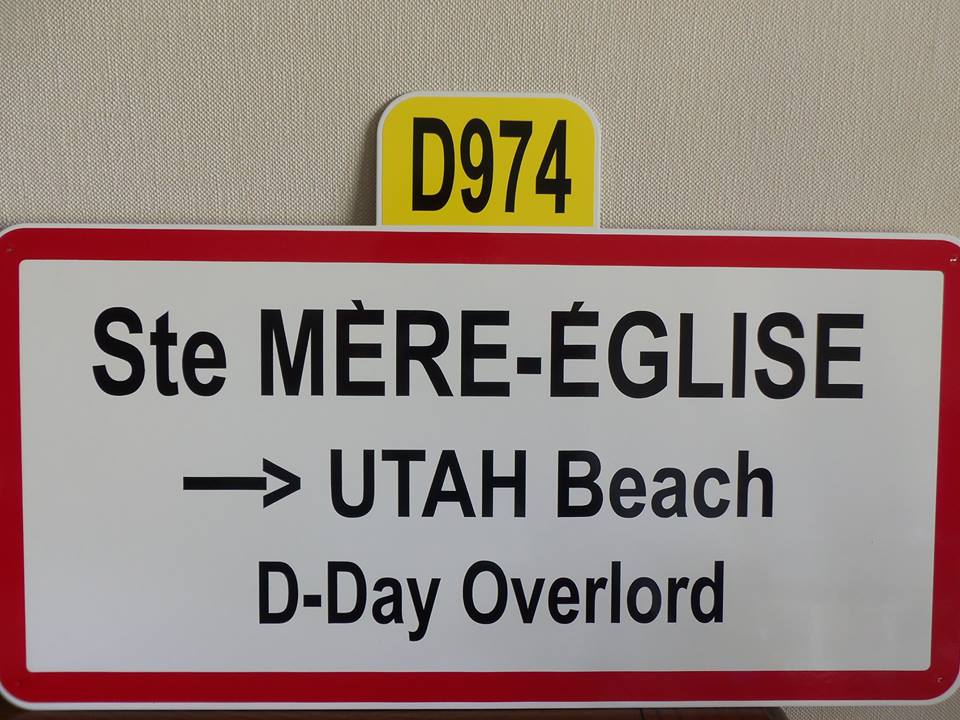 D974
Ste MÈRE-ÉGLISE
—> UTAH Beach
D-Day Overlord